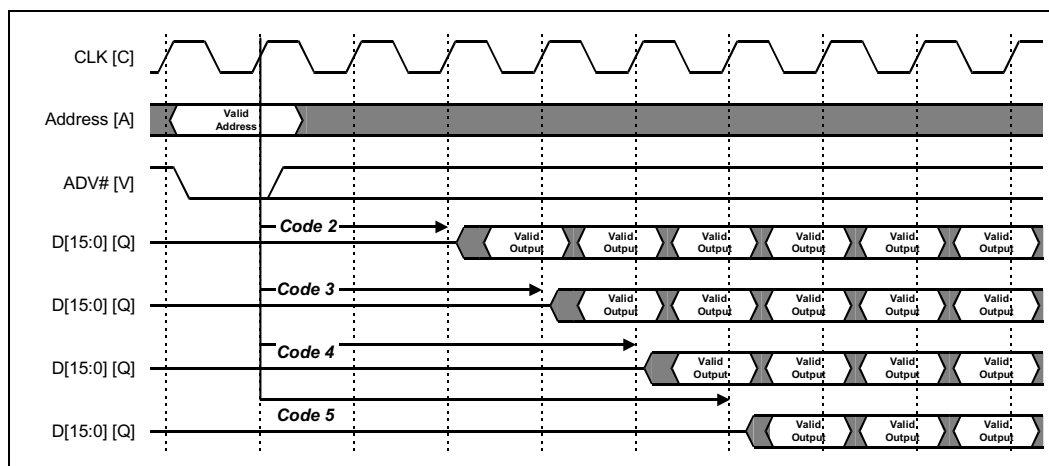 CLK [C]
Address [A]
Valid
Address
ADV# [V]
Code 2
D[15:0] [Q]
Valid
Output
Valid
Output
Valid
Output
Valid
Output
Valid
Output
Valid
Output
Code 3
D[15:0] [Q]
Valid
Output
Valid
Output
Valid
Output
Valid
Output
Valid
Output
Code 4
D[15:0] [Q]
Valid
Output
Valid
Output
Valid
Output
Valid
Output
Code 5
D[15:0] [Q]
Valid
Output
Valid
Output
Valid
Output